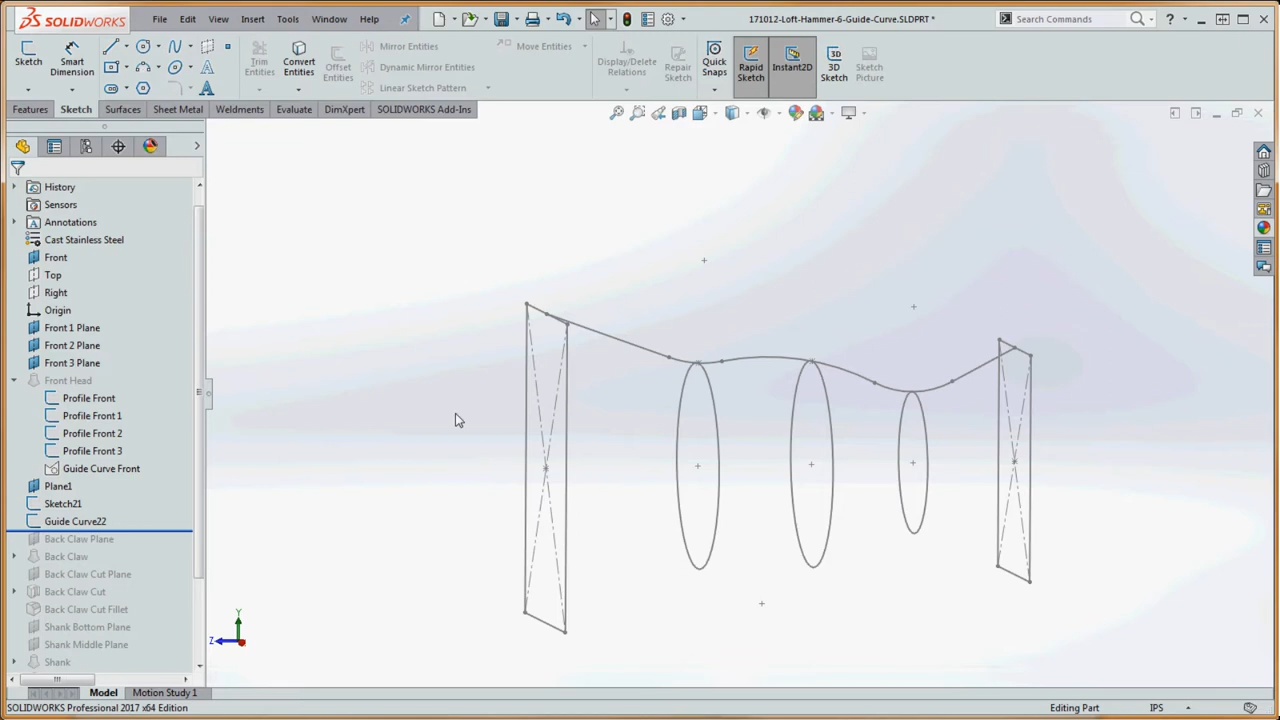 SOLIDWORKS
File Edit View Insert Tools Window Help
171012-Loft-Hammer-6-Guide-Curve.SLDPRT *
Search Commands
Sketch
Smart Dimension
Trim Entities
Convert Entities
Offset Entities
Mirror Entities
Dynamic Mirror Entities
Linear Sketch Pattern
Move Entities
Display/Delete Relations
Repair Sketch
Quick Snaps
Rapid Sketch
Instant2D
3D Sketch
Sketch Picture
Features Sketch Surfaces Sheet Metal Weldments Evaluate DimXpert SOLIDWORKS Add-Ins
History
Sensors
Annotations
Cast Stainless Steel
Front
Top
Right
Origin
Front 1 Plane
Front 2 Plane
Front 3 Plane
Front Head
Profile Front
Profile Front 1
Profile Front 2
Profile Front 3
Guide Curve Front
Plane1
Sketch21
Guide Curve22
Back Claw Plane
Back Claw
Back Claw Cut Plane
Back Claw Cut
Back Claw Cut Fillet
Shank Bottom Plane
Shank Middle Plane
Shank
Y
Z
Model Motion Study 1
SOLIDWORKS Professional 2017 x64 Edition
Editing Part
IPS